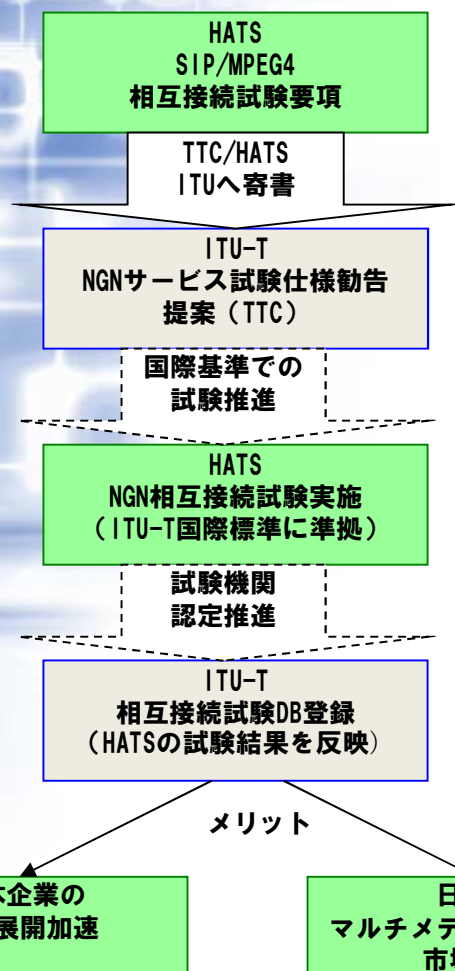 HATS
SIP/MPEG4
相互接続試験要項
TTC/HATS
ITUへ寄書
ITU-T
NGNサービス試験仕様勧告
提案（TTC）
国際基準での
試験推進
HATS
NGN相互接続試験実施
（ITU-T国際標準に準拠）
試験機関
認定推進
ITU-T
相互接続試験DB登録
（HATSの試験結果を反映）
メリット
企業の
展開加速
日
マルチメデ
市